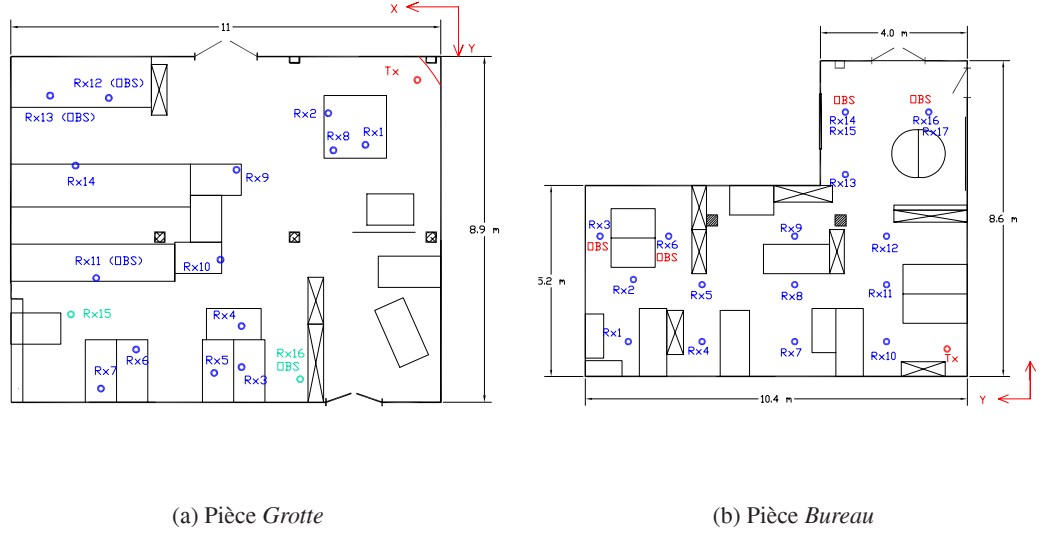 X
11
Y
Tx
Rx12 (OBS)
Rx13 (OBS)
Rx2
Rx8
Rx1
Rx14
Rx9
8.9 m
Rx11 (OBS)
Rx10
Rx15
Rx4
Rx6
Rx5
Rx16
OBS
Rx7
Rx3
(a) Pièce Grotte
4.0 m
OBS
OBS
Rx14
Rx16
Rx15
Rx17
Rx13
8.6 m
Rx3
OBS
Rx6
OBS
Rx9
Rx12
5.2 m
Rx2
Rx5
Rx8
Rx11
Rx1
Rx4
Rx7
Rx10
Tx
10.4 m
Y
(b) Pièce Bureau